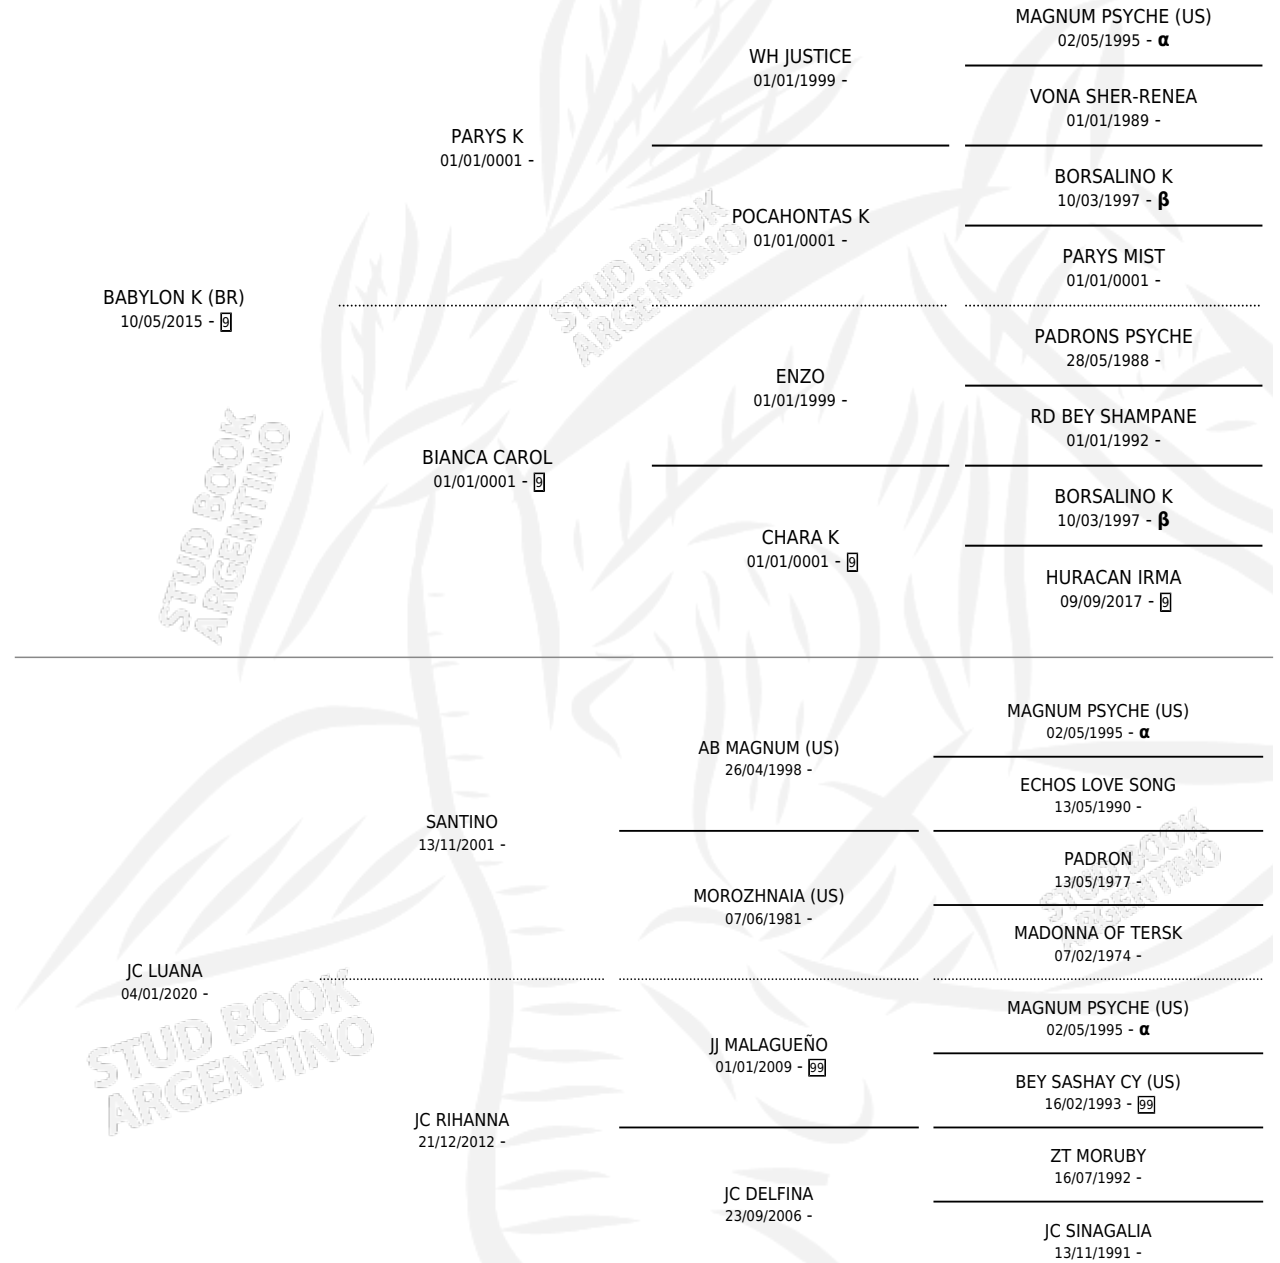 MAGNUM PSYCHE (US)
02/05/1995 - α
WH JUSTICE
01/01/1999 -
VONA SHER-RENEA
01/01/1989 -
PARYS K
01/01/0001 -
BORSALINO K
10/03/1997 - β
POCAHONTAS K
01/01/0001 -
PARYS MIST
01/01/0001 -
BABYLON K (BR)
10/05/2015 - 9
PADRONS PSYCHE
28/05/1988 -
ENZO
01/01/1999 -
RD BEY SHAMPANE
01/01/1992 -
BIANCA CAROL
01/01/0001 - 9
BORSALINO K
10/03/1997 - β
CHARA K
01/01/0001 - 9
HURACAN IRMA
09/09/2017 - 9
MAGNUM PSYCHE (US)
02/05/1995 - α
AB MAGNUM (US)
26/04/1998 -
ECHOS LOVE SONG
13/05/1990 -
SANTINO
13/11/2001 -
PADRON
13/05/1977 -
MOROZHNAIA (US)
07/06/1981 -
MADONNA OF TERSK
07/02/1974 -
JC LUANA
04/01/2020 -
MAGNUM PSYCHE (US)
02/05/1995 - α
JJ MALAGUEÑO
01/01/2009 - 99
BEY SASHAY CY (US)
16/02/1993 - 99
JC RIHANNA
21/12/2012 -
ZT MORUBY
16/07/1992 -
JC DELFINA
23/09/2006 -
JC SINAGALIA
13/11/1991 -
STUD BOOK
ARGENTINO
STUD BOOK
ARGENTINO
STUD BOOK
ARGENTINO
STUD BOOK
ARGENTINO